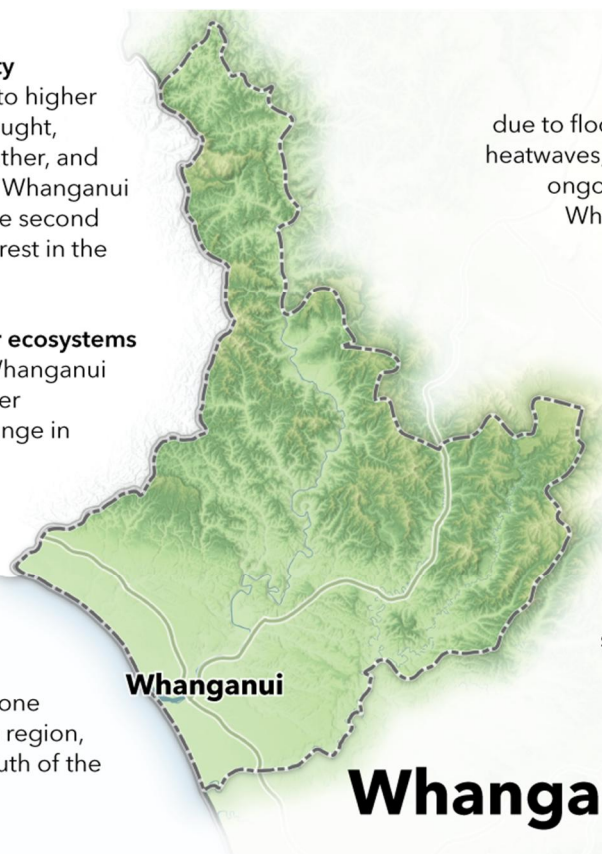 ty
to higher
ught,
ther, and
Whanganui
e second
rest in the
r ecosystems
Whanganui
er
nge in
one
region,
uth of the
due to floo
heatwaves,
ongo
Wh
Whanganui
Whanga